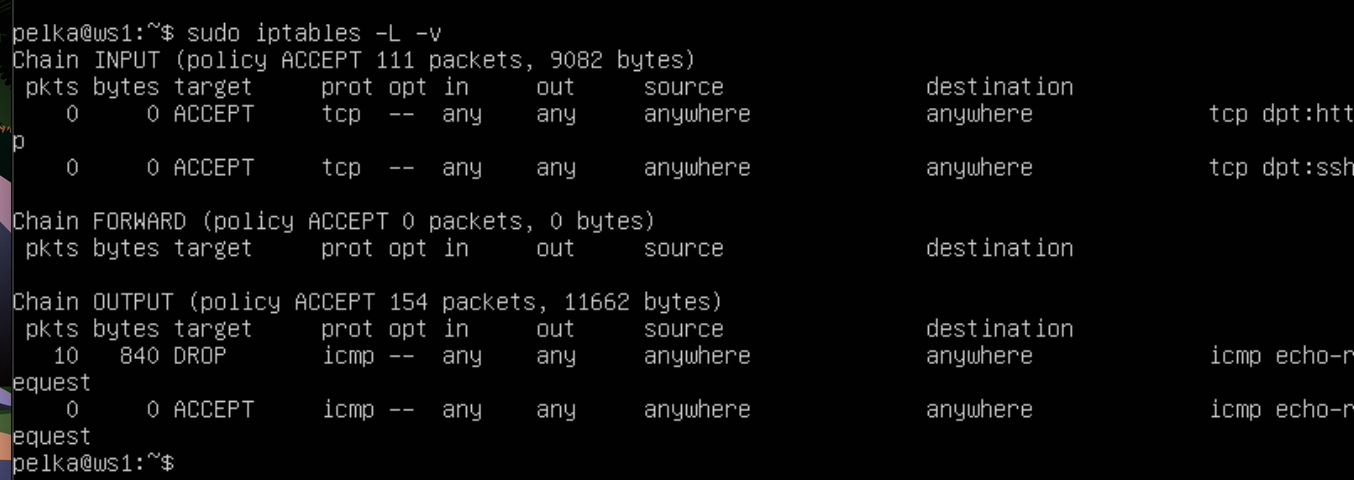 pelka@ws1:~$ sudo iptables -L -v
Chain INPUT (policy ACCEPT 111 packets, 9082 bytes)
 pkts bytes target     prot opt in     out     source               destination
    0     0 ACCEPT     tcp  --  any    any     anywhere             anywhere             tcp dpt:htt
p
    0     0 ACCEPT     tcp  --  any    any     anywhere             anywhere             tcp dpt:ssh

Chain FORWARD (policy ACCEPT 0 packets, 0 bytes)
 pkts bytes target     prot opt in     out     source               destination

Chain OUTPUT (policy ACCEPT 154 packets, 11662 bytes)
 pkts bytes target     prot opt in     out     source               destination
   10   840 DROP       icmp --  any    any     anywhere             anywhere             icmp echo-r
equest
    0     0 ACCEPT     icmp --  any    any     anywhere             anywhere             icmp echo-r
equest
pelka@ws1:~$